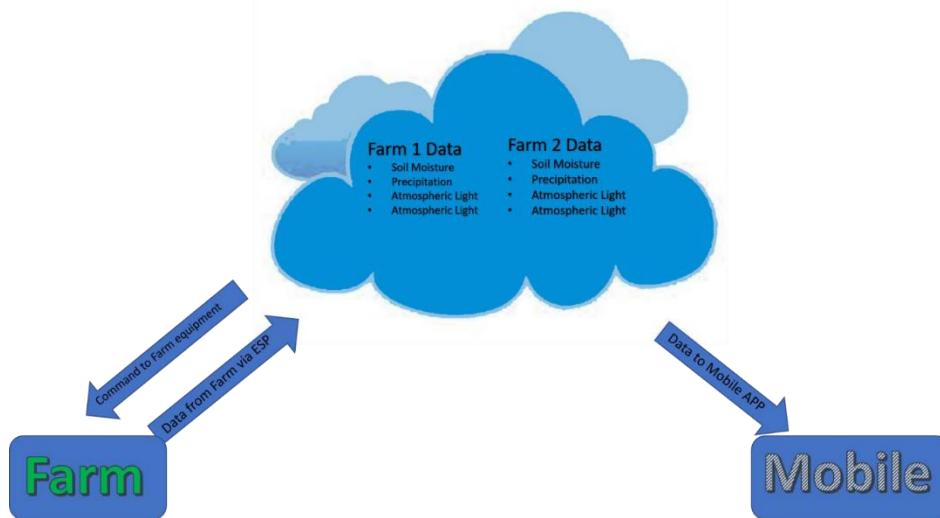 Farm 1 Data
• Soil Moisture
• Precipitation
• Atmospheric Light
• Atmospheric Light
Farm 2 Data
• Soil Moisture
• Precipitation
• Atmospheric Light
• Atmospheric Light
Command to Farm equipment
Data from Farm via ESP
Data to Mobile APP
Farm
Mobile